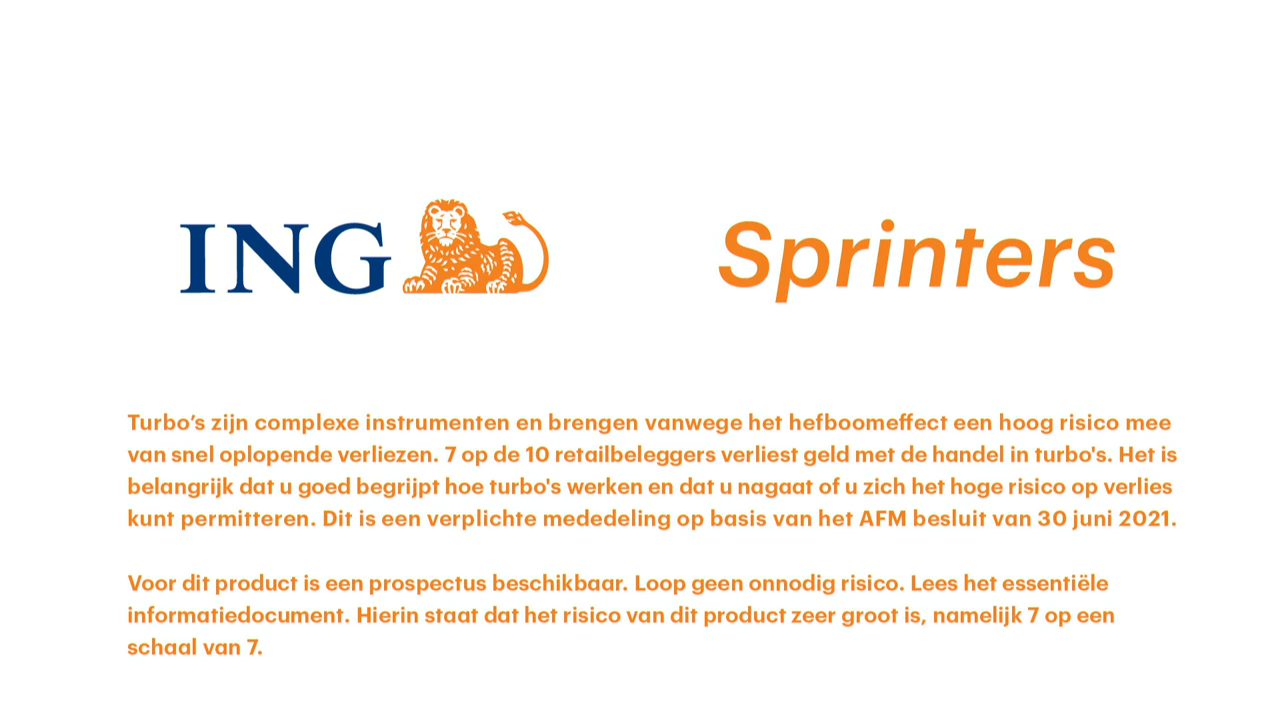 ING
Sprinters
Turbo’s zijn complexe instrumenten en brengen vanwege het hefboomeffect een hoog risico mee
van snel oplopende verliezen. 7 op de 10 retailbeleggers verliest geld met de handel in turbo's. Het is
belangrijk dat u goed begrijpt hoe turbo's werken en dat u nagaat of u zich het hoge risico op verlies
kunt permitteren. Dit is een verplichte mededeling op basis van het AFM besluit van 30 juni 2021.
Voor dit product is een prospectus beschikbaar. Loop geen onnodig risico. Lees het essentiële
informatiedocument. Hierin staat dat het risico van dit product zeer groot is, namelijk 7 op een
schaal van 7.